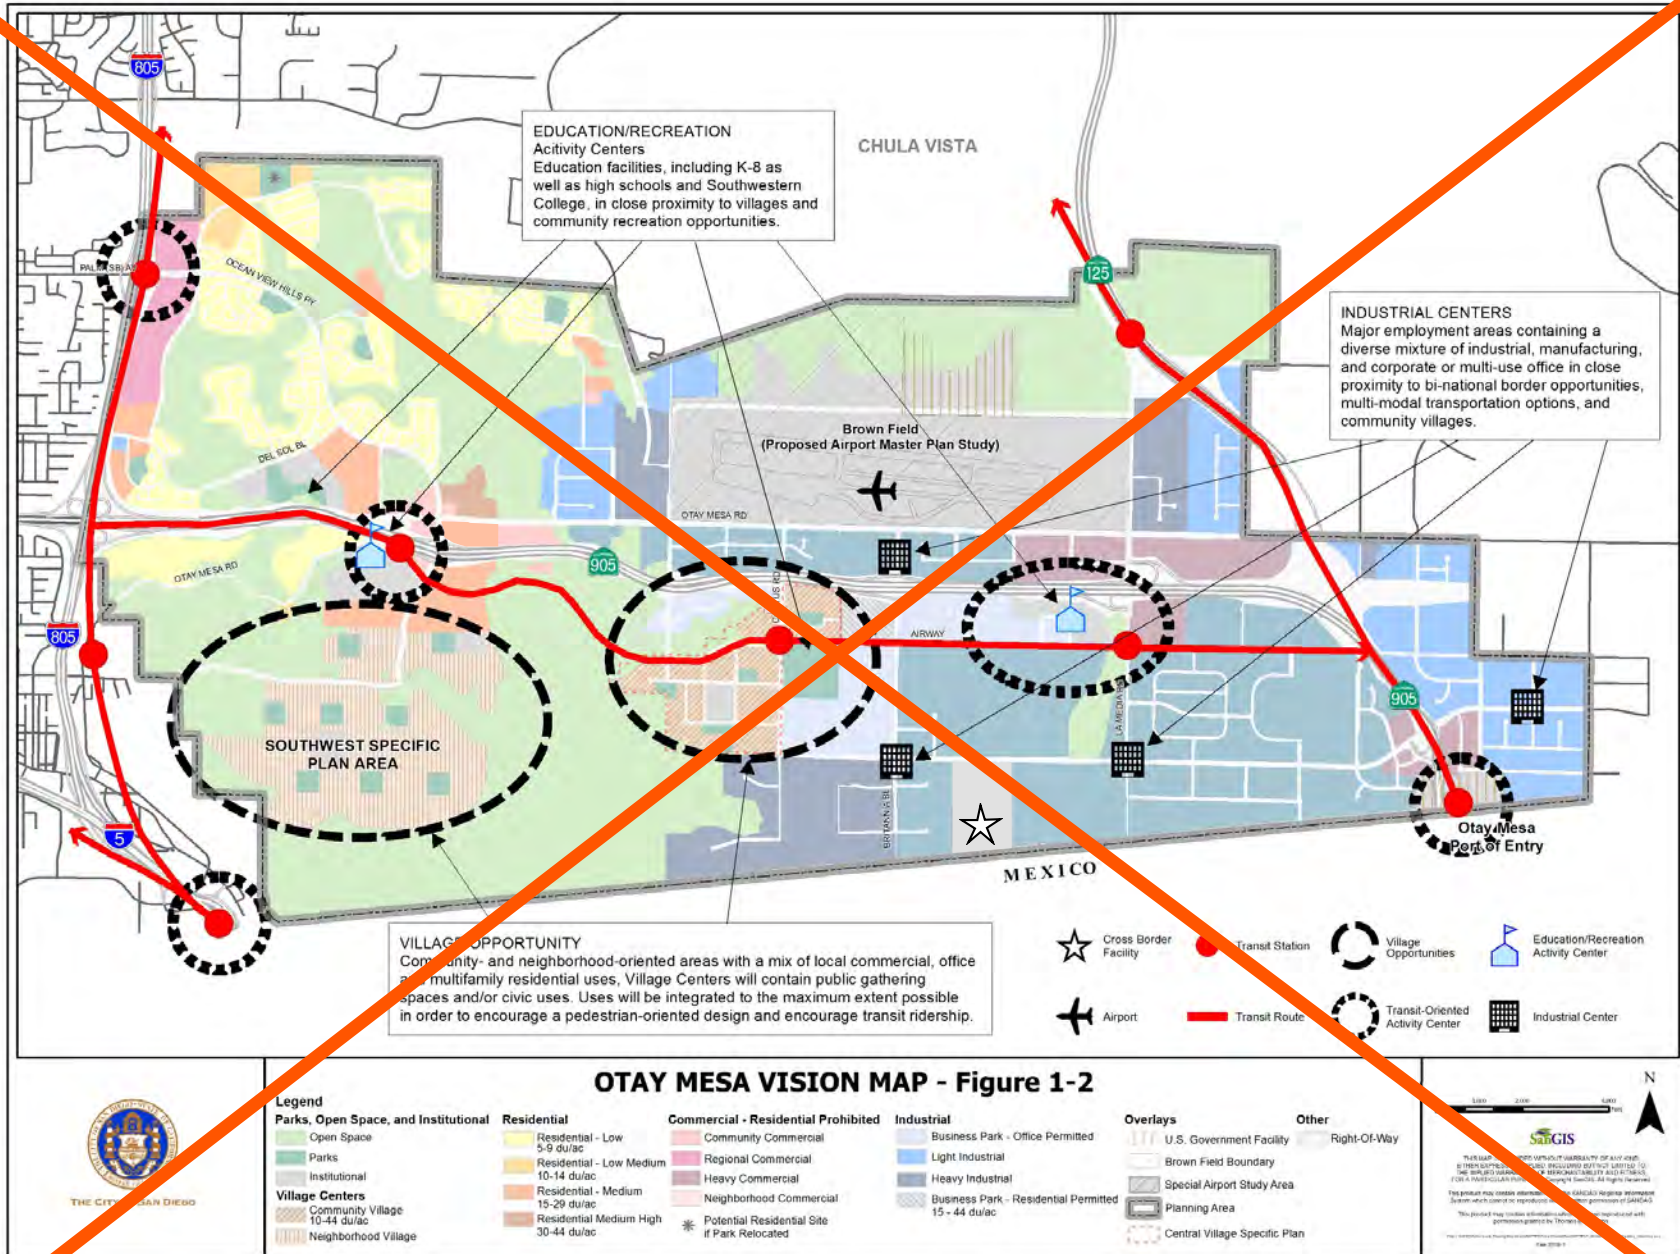 805
EDUCATION/RECREATION
Acitivity Centers
Education facilities, including K-8 as
well as high schools and Southwestern
College, in close proximity to villages and
community recreation opportunities.
CHULA VISTA
OCEAN VIEW HILLS PY
125
INDUSTRIAL CENTERS
Major employment areas containing a
diverse mixture of industrial, manufacturing,
and corporate or multi-use office in close
proximity to bi-national border opportunities,
multi-modal transportation options, and
community villages.
Brown Field
(Proposed Airport Master Plan Study)
DEL SOL BL
OTAY MESA RD
905
OTAY MESA RD
805
AIRWAY
LA MEDIA RD
905
SOUTHWEST SPECIFIC
PLAN AREA
BRITANNIA BL
5
Otay Mesa
Port of Entry
MEXICO
VILLAGE OPPORTUNITY
Community- and neighborhood-oriented areas with a mix of local commercial, office
multifamily residential uses, Village Centers will contain public gathering
spaces and/or civic uses. Uses will be integrated to the maximum extent possible
in order to encourage a pedestrian-oriented design and encourage transit ridership.
Cross Border
Facility
Transit Station
Village
Opportunities
Education/Recreation
Activity Center
Airport
Transit Route
Transit-Oriented
Activity Center
Industrial Center
OTAY MESA VISION MAP - Figure 1-2
THE CITY SAN DIEGO
Legend
Parks, Open Space, and Institutional
Open Space
Parks
Institutional
Village Centers
Community Village
10-44 du/ac
Neighborhood Village
Residential
Residential - Low
5-9 du/ac
Residential - Low Medium
10-14 du/ac
Residential - Medium
15-29 du/ac
Residential Medium High
30-44 du/ac
Commercial - Residential Prohibited
Community Commercial
Regional Commercial
Heavy Commercial
Neighborhood Commercial
Potential Residential Site
if Park Relocated
Industrial
Business Park - Office Permitted
Light Industrial
Heavy Industrial
Business Park - Residential Permitted
15 - 44 du/ac
Overlays
U.S. Government Facility
Brown Field Boundary
Special Airport Study Area
Planning Area
Central Village Specific Plan
Other
Right-Of-Way
N
SanGIS